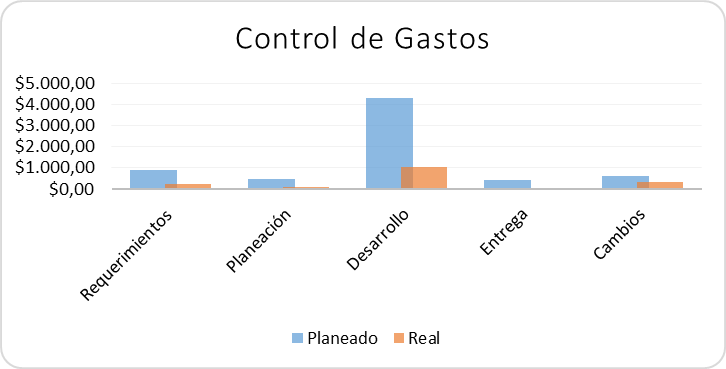 Control de Gastos
$5.000,00
$4.000,00
$3.000,00
$2.000,00
$1.000,00
$0,00
Requerimientos
Planeación
Desarrollo
Entrega
Cambios
Planeado
Real